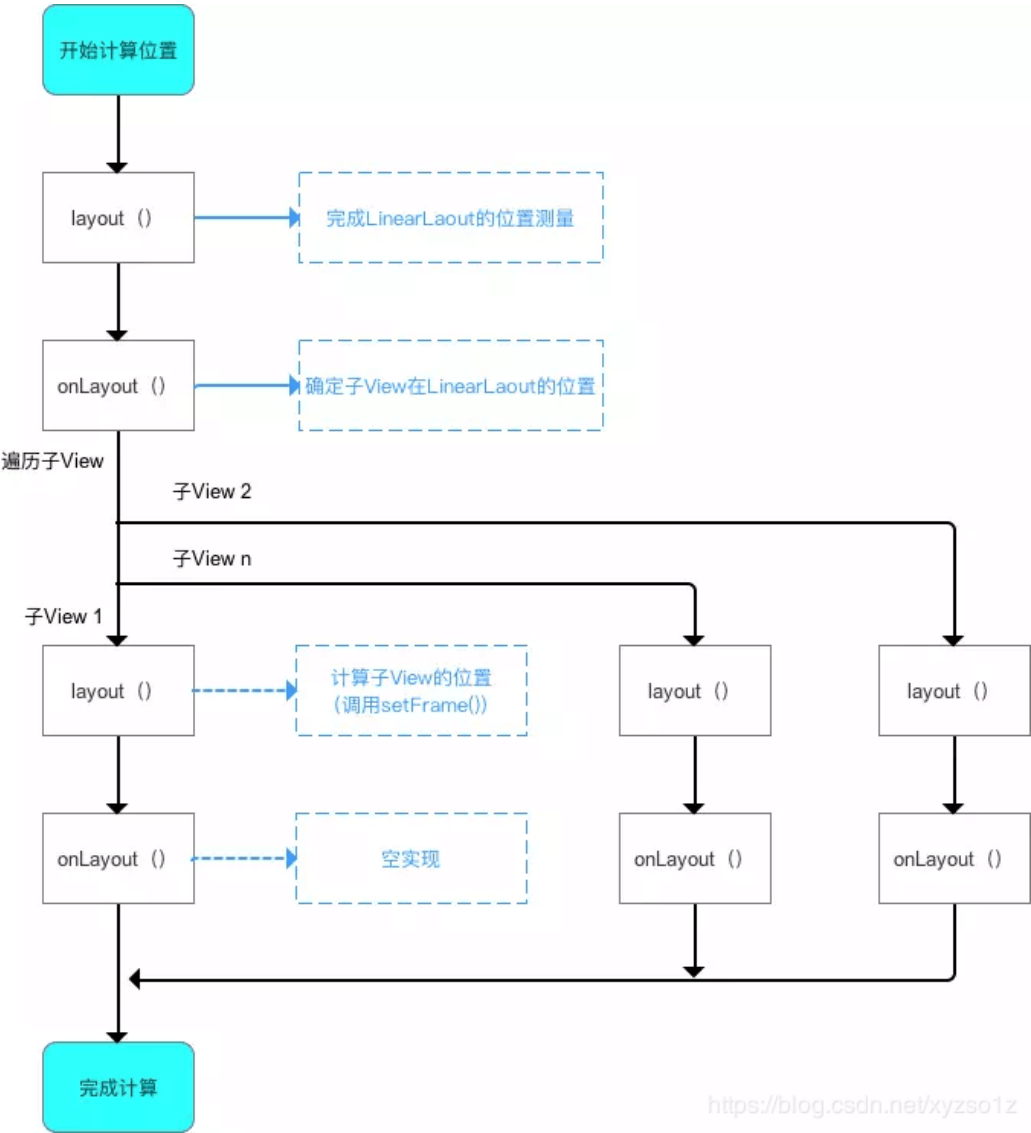 开始计算位置
layout（）
完成LinearLaout的位置测量
onLayout（）
确定子View在LinearLaout的位置
遍历子View
子View 2
子View n
子View 1
layout（）
计算子View的位置
（调用setFrame()）
layout（）
layout（）
onLayout（）
空实现
onLayout（）
onLayout（）
完成计算
https://blog.csdn.net/xyzso1z